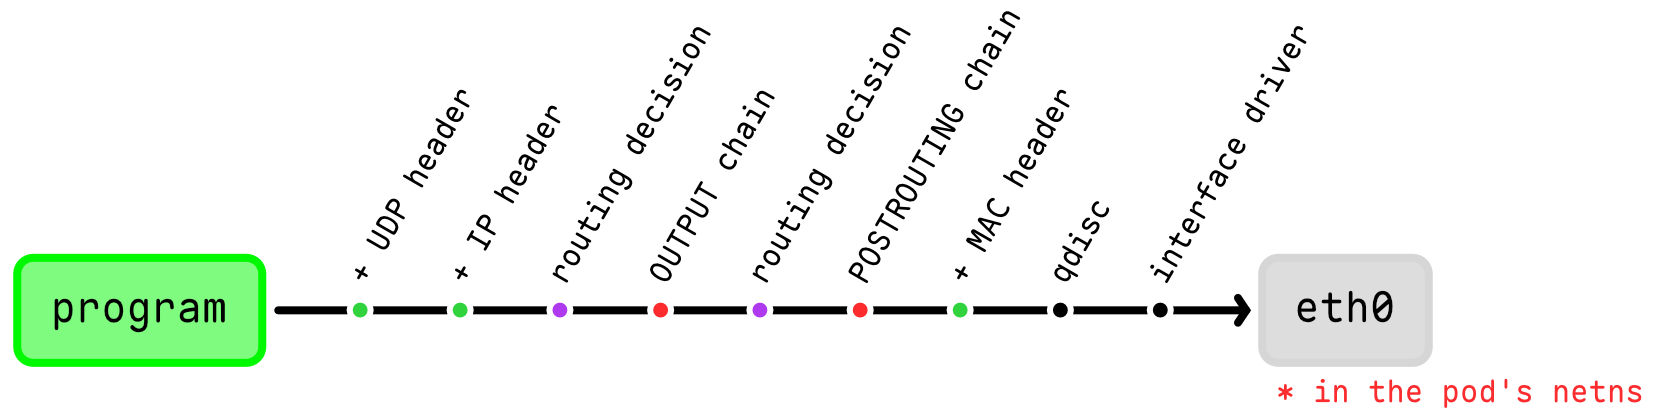 program
+ UDP header
+ IP header
routing decision
OUTPUT chain
routing decision
POSTROUTING chain
+ MAC header
qdisc
interface driver
eth0
* in the pod's netns